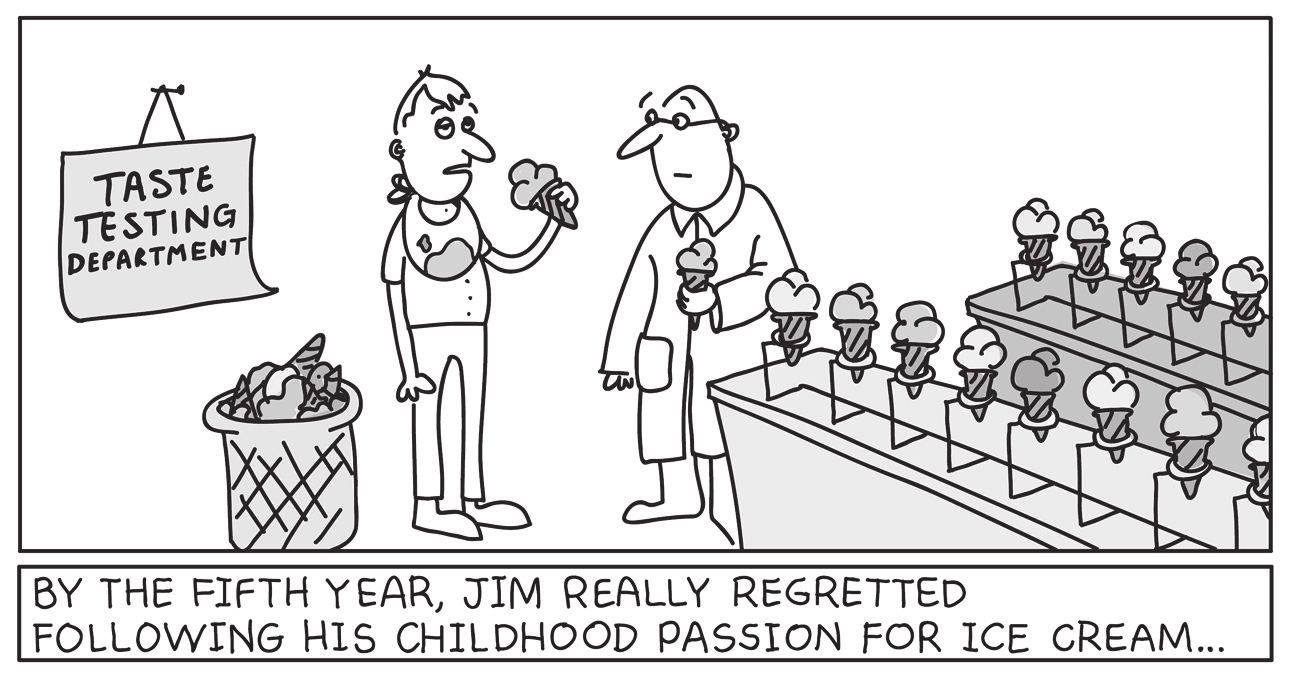 TASTE
TESTING
DEPARTMENT
BY THE FIFTH YEAR, JIM REALLY REGRETTED
FOLLOWING HIS CHILDHOOD PASSION FOR ICE CREAM...